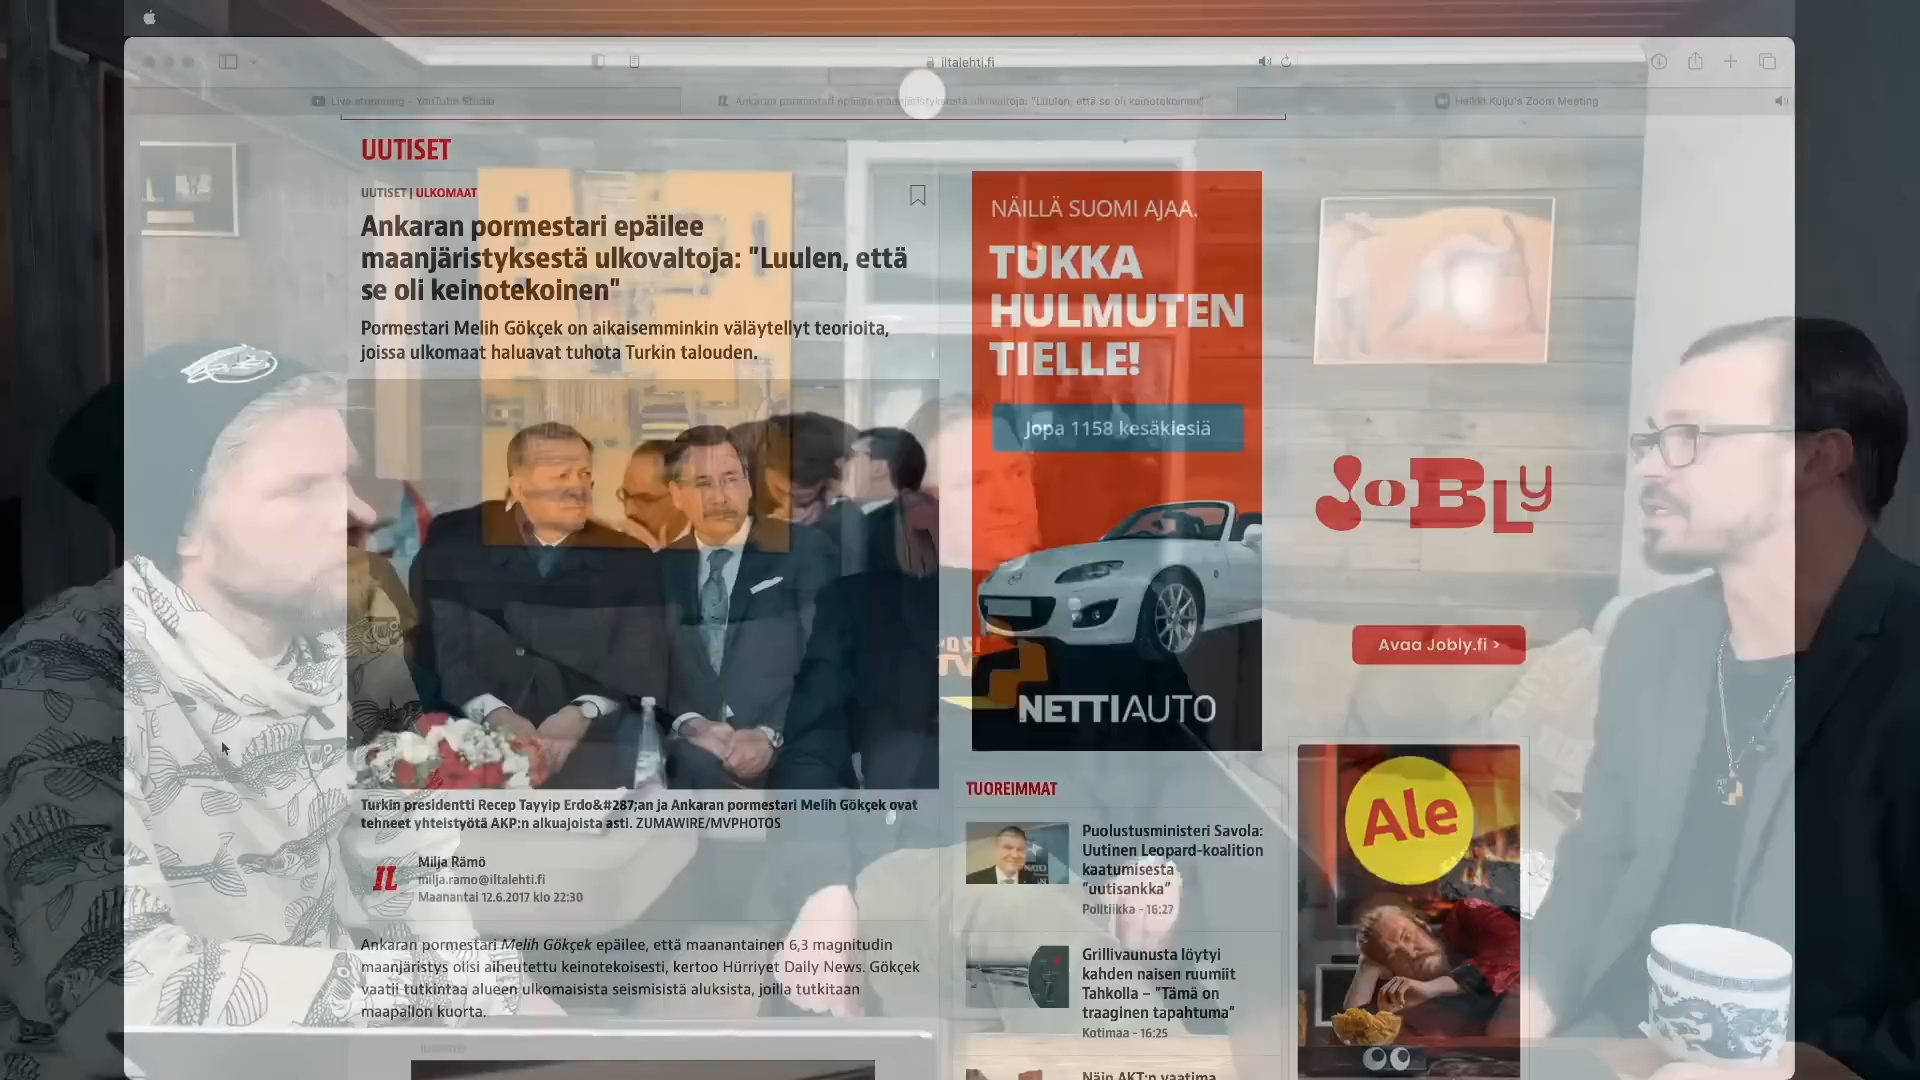 iltalehti.fi
Live streaming - YouTube Studio
Ankaran pormestari epäilee maanjäristyksestä ulkovaltoja: "Luulen, että se oli keinotekoinen"
Heikki Kulju's Zoom Meeting
UUTISET
UUTISET | ULKOMAAT
Ankaran pormestari epäilee
maanjäristyksestä ulkovaltoja: "Luulen, että
se oli keinotekoinen"
Pormestari Melih Gökçek on aikaisemminkin väläytellyt teorioita,
joissa ulkomaat haluavat tuhota Turkin talouden.
Turkin presidentti Recep Tayyip Erdo&#287;an ja Ankaran pormestari Melih Gökçek ovat
tehneet yhteistyötä AKP:n alkuajoista asti. ZUMAWIRE/MVPHOTOS
IL
Milja Rämö
milja.ramo@iltalehti.fi
Maanantai 12.6.2017 klo 22:30
Ankaran pormestari Melih Gökçek epäilee, että maanantainen 6,3 magnitudin
maanjäristys olisi aiheutettu keinotekoisesti, kertoo Hürriyet Daily News. Gökçek
vaatii tutkintaa alueen ulkomaisista seismisistä aluksista, joilla tutkitaan
maapallon kuorta.
NÄILLÄ SUOMI AJAA.
TUKKA
HULMUTEN
TIELLE!
Jopa 1158 kesäkiesiä
NETTIAUTO
TUOREIMMAT
Puolustusministeri Savola:
Uutinen Leopard-koalition
kaatumisesta
"uutisankka"
Politiikka - 16:27
Grillivaunusta löytyi
kahden naisen ruumiit
Tahkolla – "Tämä on
traaginen tapahtuma"
Kotimaa - 16:25
Näin AKT:n vaatima
JOBLY
Avaa Jobly.fi >
Ale